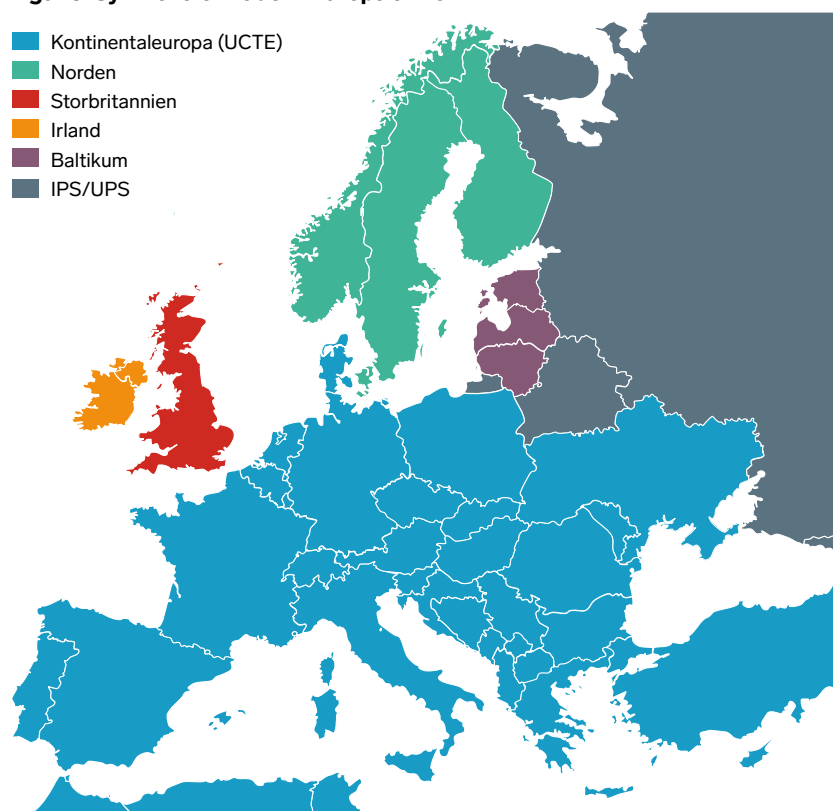 Kontinentaleuropa (UCTE)
Norden
Storbritannien
Irland
Baltikum
IPS/UPS